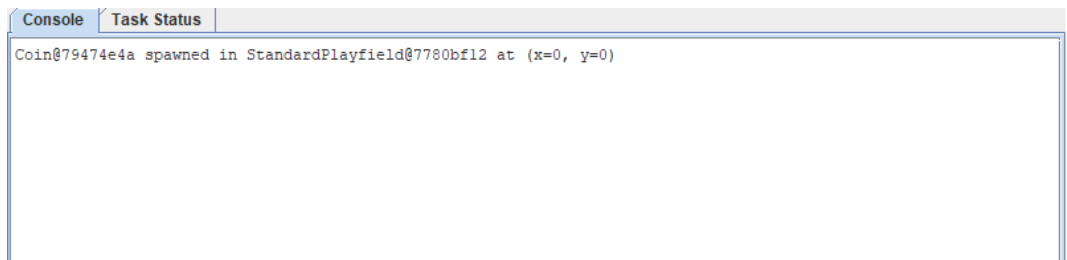 Console Task Status
Coin@79474e4a spawned in StandardPlayfield@7780bf12 at (x=0, y=0)